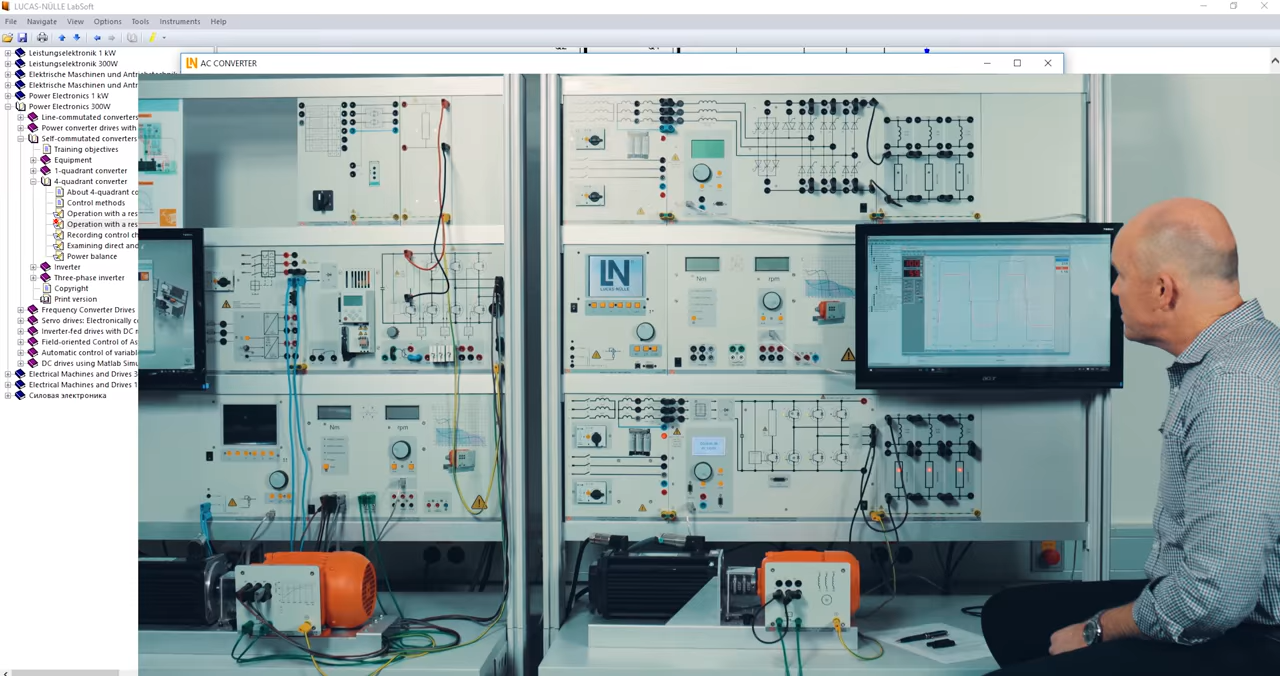 LUCAS-NÜLLE LabSoft
File Navigate View Options Tools Instruments Help
Leistungselektronik 1 kW
Leistungselektronik 300W
Elektrische Maschinen und Antriebstechnik
Elektrische Maschinen und Ant
Power Electronics 1 kW
Power Electronics 300W
Line-commutated converters
Power converter drives with
Self-commutated converters
Training objectives
Equipment
1-quadrant converter
4-quadrant converter
About 4-quadrant co
Control methods
Operation with a res
Operation with a res
Recording control ch
Examining direct and
Power balance
Inverter
Three-phase inverter
Copyright
Print version
Frequency Converter Drives
Servo drives: Electronically c
Inverter-fed drives with DC m
Field-oriented Control of As
Automatic control of variabl
DC drives using Matlab Simu
Electrical Machines and Drives 3
Electrical Machines and Drives 1
Силовая электроника
LN AC CONVERTER
LN
LUCAS-NÜLLE
Nm
rpm
Nm
rpm
acer